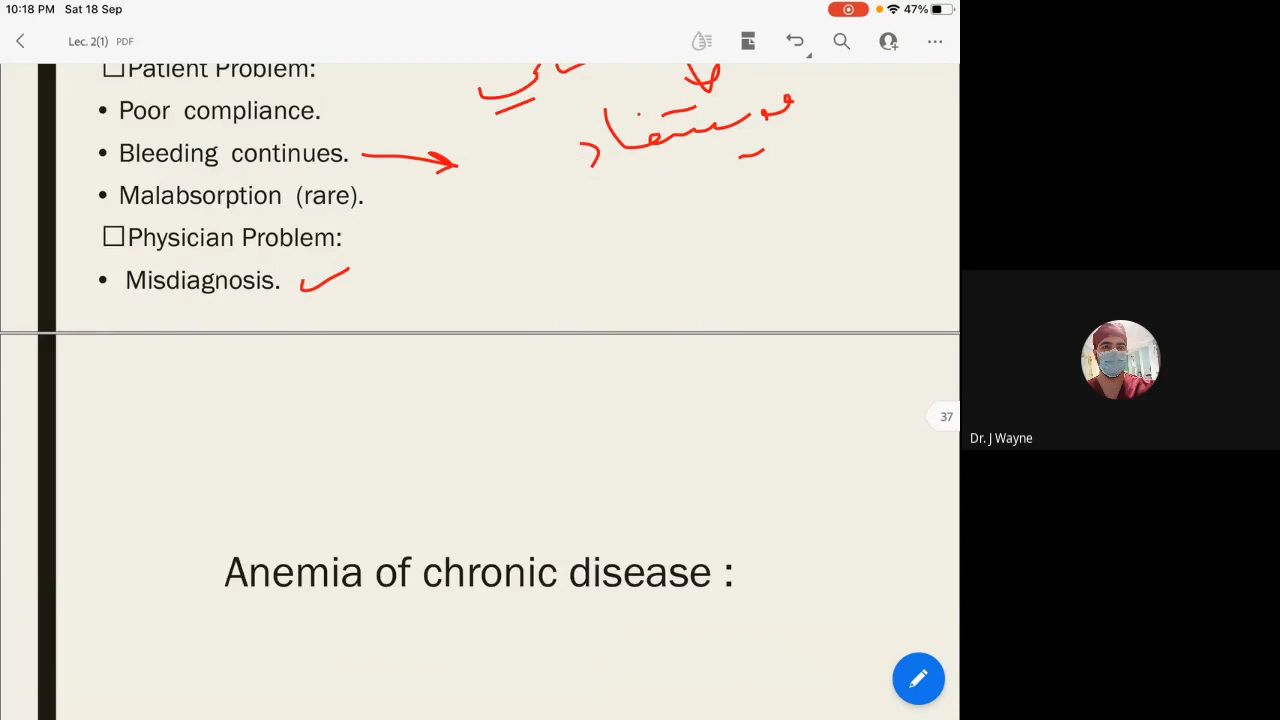 10:18 PM Sat 18 Sep
47%
Lec. 2(1) PDF
Patient Problem:
• Poor compliance.
• Bleeding continues.
• Malabsorption (rare).
Physician Problem:
• Misdiagnosis.
37
Anemia of chronic disease :
Dr. J Wayne